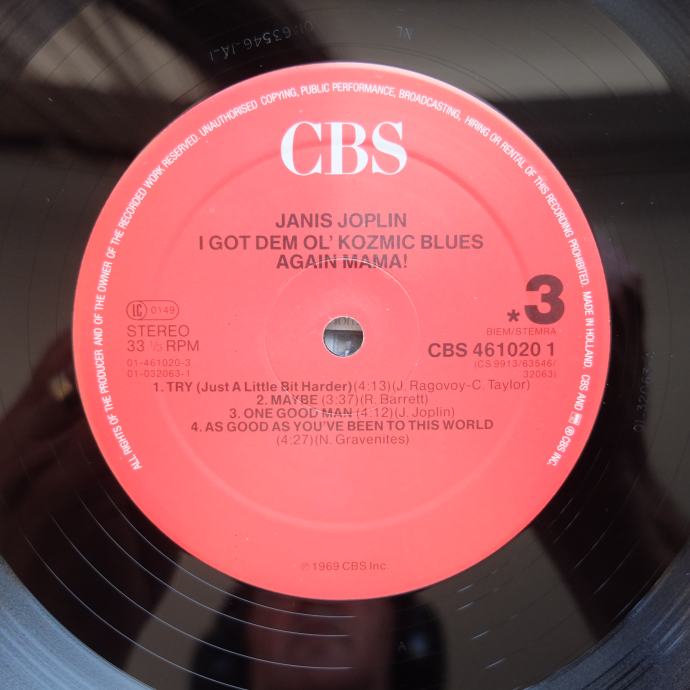 ALL RIGHTS OF THE PRODUCER AND OF THE OWNER OF THE RECORDED WORK RESERVED. UNAUTHORISED COPYING, PUBLIC PERFORMANCE, BROADCASTING, HIRING OR RENTAL OF THIS RECORDING PROHIBITED. MADE IN HOLLAND. CBS AND ℗ CBS INC.
CBS
JANIS JOPLIN
I GOT DEM OL' KOZMIC BLUES
AGAIN MAMA!
LC 0149
*3
STEREO
BIEM/STEMRA
33 ⅓ RPM
CBS 461020 1
01-461020-3
(CS 9913/63546/
01-032063-1
32063)
1. TRY (Just A Little Bit Harder)(4:13)(J. Ragovoy-C. Taylor)
2. MAYBE (3:37)(R. Barrett)
3. ONE GOOD MAN (4:12)(J. Joplin)
4. AS GOOD AS YOU'VE BEEN TO THIS WORLD
(4:27)(N. Gravenites)
℗ 1969 CBS Inc.